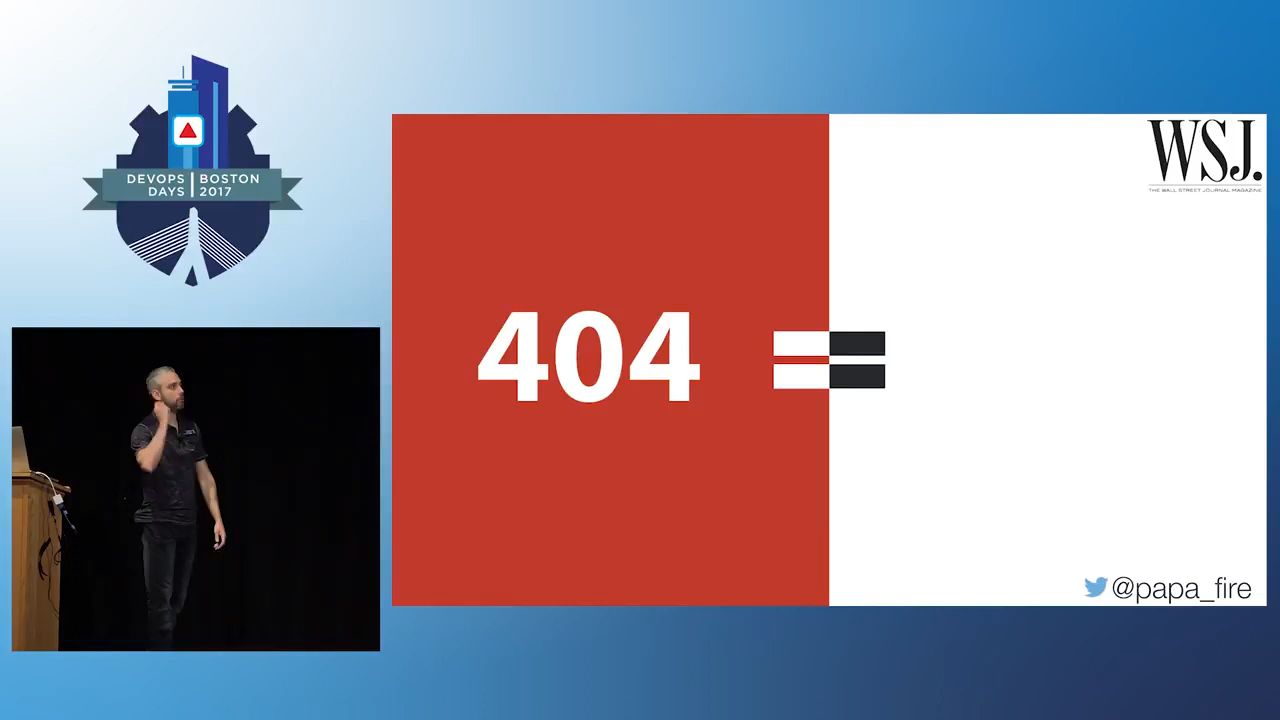 DEVOPS BOSTON
DAYS 2017
WSJ.
THE WALL STREET JOURNAL MAGAZINE
404 =
@papa_fire